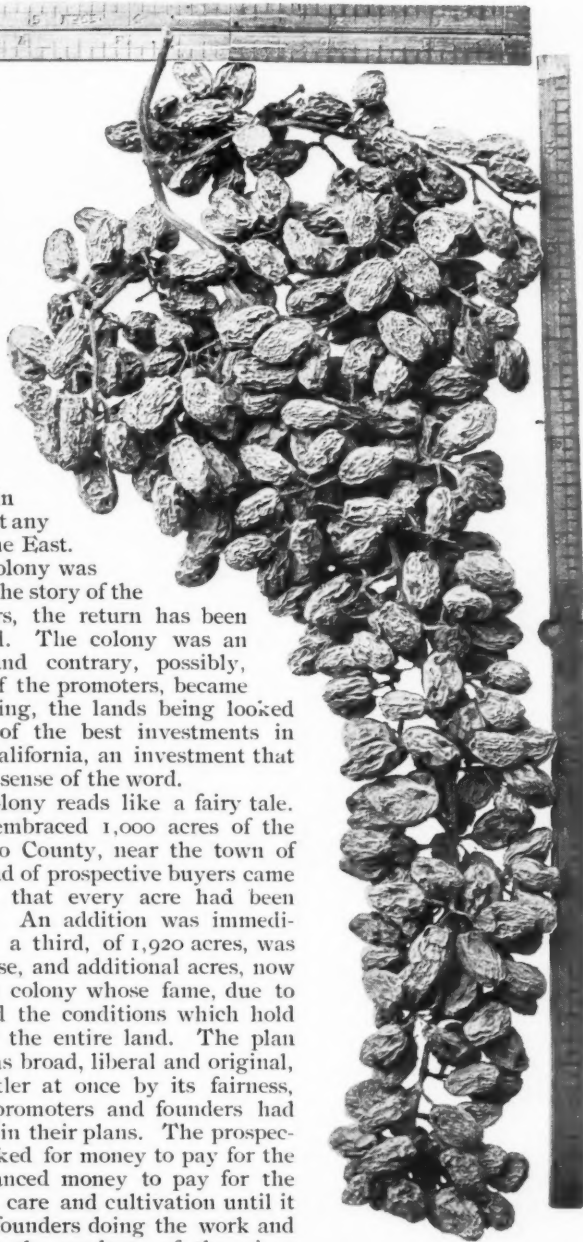 n
t any
ne East.
olony was
he story of the
rs, the return has been
l. The colony was an
nd contrary, possibly,
f the promoters, became
ing, the lands being looked
of the best investments in
alifornia, an investment that
sense of the word.
olony reads like a fairy tale.
embraced 1,000 acres of the
o County, near the town of
d of prospective buyers came
that every acre had been
An addition was immedi-
a third, of 1,920 acres, was
se, and additional acres, now
colony whose fame, due to
l the conditions which hold
the entire land. The plan
as broad, liberal and original,
tler at once by its fairness,
promoters and founders had
in their plans. The prospec-
ked for money to pay for the
anced money to pay for the
care and cultivation until it
founders doing the work and